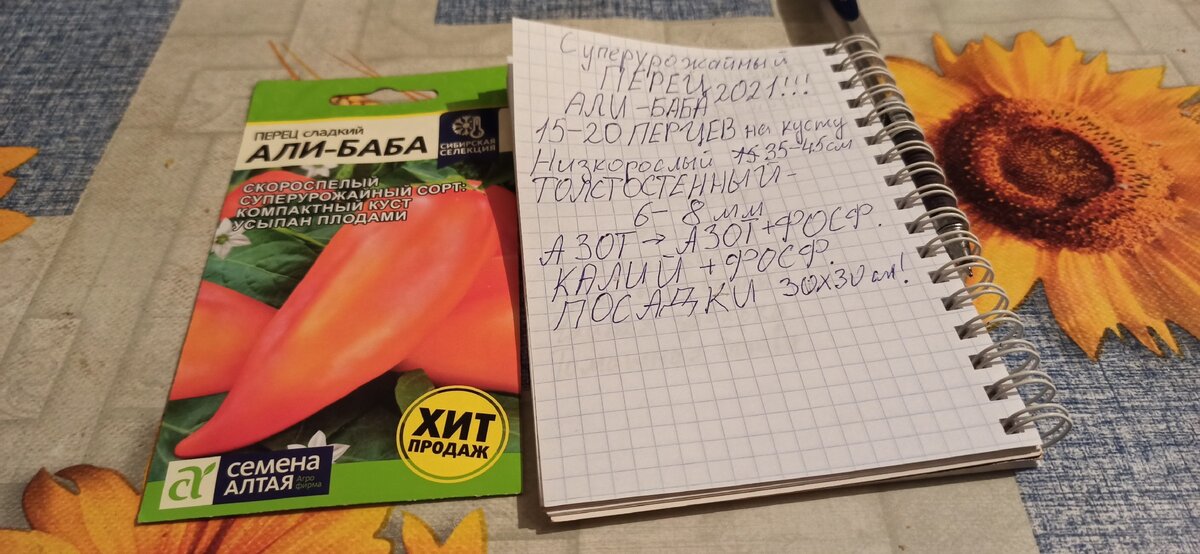 ПЕРЕЦ СЛАДКИЙ
АЛИ-БАБА
СИБИРСКАЯ
СЕЛЕКЦИЯ
СКОРОСПЕЛЫЙ
СУПЕРУРОЖАЙНЫЙ СОРТ:
КОМПАКТНЫЙ КУСТ
УСЫПАН ПЛОДАМИ
ХИТ
ПРОДАЖ
СЕМЕНА
АЛТАЯ
Агро
фирма
Суперурожайный
ПЕРЕЦ 2021!!!
АЛИ-БАБА
15-20 ПЕРЦЕВ на кусту
Низкорослый 35-45см
ТОЛСТОСТЕННЫЙ-
6-8 мм
АЗОТ → АЗОТ+ФОСФ.
КАЛИЙ + ФОСФ.
ПОСАДКИ 30х30 см!